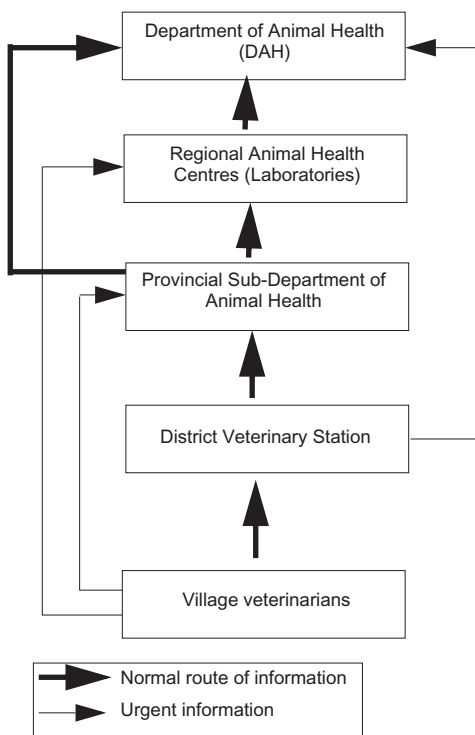 Department of Animal Health
(DAH)
Regional Animal Health
Centres (Laboratories)
Provincial Sub-Department of
Animal Health
District Veterinary Station
Village veterinarians
Normal route of information
Urgent information